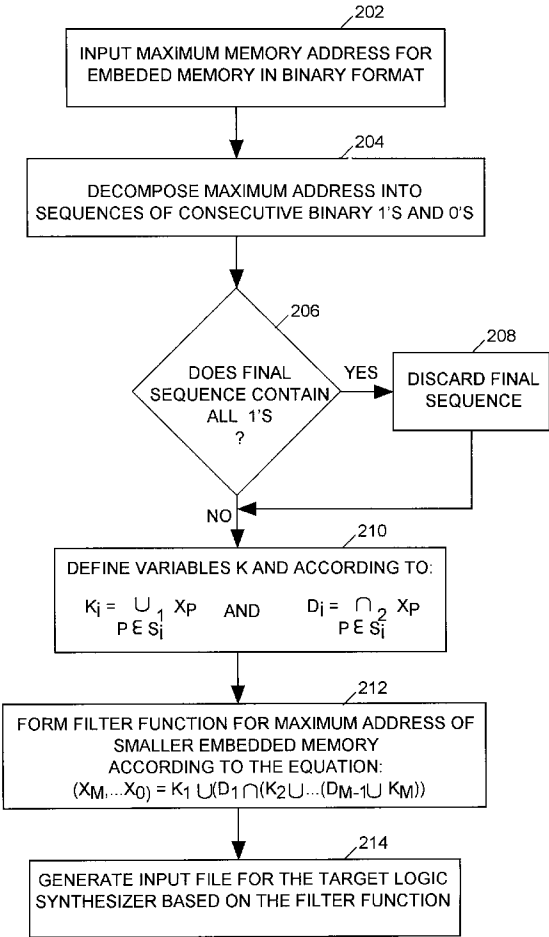 202
INPUT MAXIMUM MEMORY ADDRESS FOR
EMBEDED MEMORY IN BINARY FORMAT
204
DECOMPOSE MAXIMUM ADDRESS INTO
SEQUENCES OF CONSECUTIVE BINARY 1'S AND 0'S
206
DOES FINAL
SEQUENCE CONTAIN
ALL 1'S
?
YES
208
DISCARD FINAL
SEQUENCE
NO
210
DEFINE VARIABLES K AND ACCORDING TO:
Ki = ∪ 1 XP AND Di = ∩ 2 XP
P E Si P E Si
212
FORM FILTER FUNCTION FOR MAXIMUM ADDRESS OF
SMALLER EMBEDDED MEMORY
ACCORDING TO THE EQUATION:
(XM,...X0) = K1 ∪(D1∩(K2∪...(DM-1∪ KM))
214
GENERATE INPUT FILE FOR THE TARGET LOGIC
SYNTHESIZER BASED ON THE FILTER FUNCTION